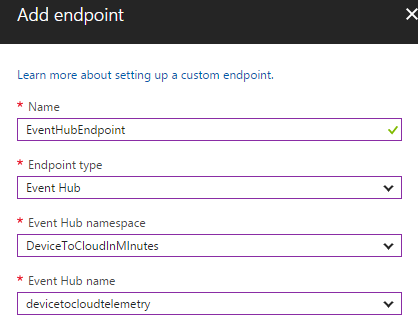 Add endpoint
Learn more about setting up a custom endpoint.
* Name
EventHubEndpoint
* Endpoint type
Event Hub
* Event Hub namespace
DeviceToCloudInMInutes
* Event Hub name
devicetocloudtelemetry